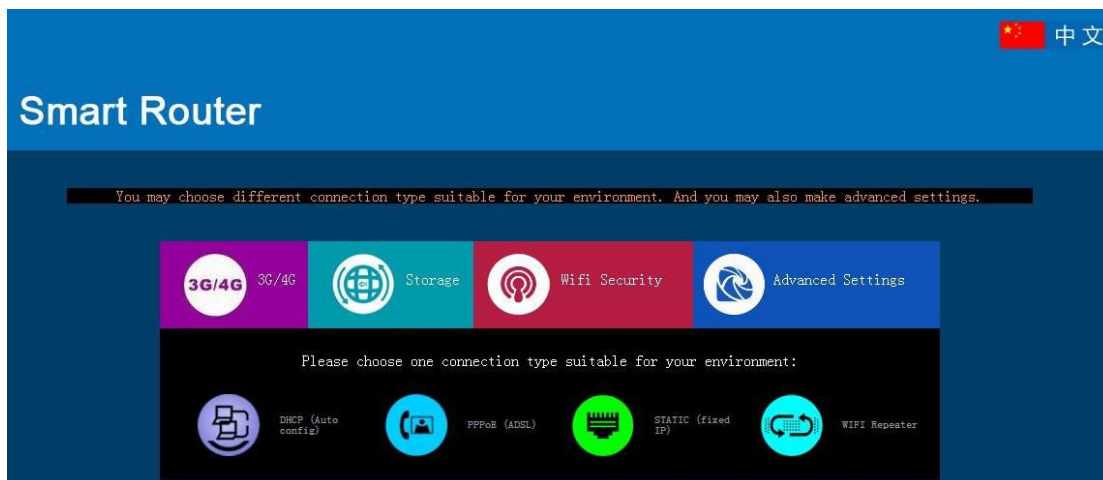 中文
Smart Router
You may choose different connection type suitable for your environment. And you may also make advanced settings.
3G/4G 3G/4G Storage Wifi Security Advanced Settings
Please choose one connection type suitable for your environment:
DHCP (Auto
config)
PPPoE (ADSL)
STATIC (fixed
IP)
WIFI Repeater